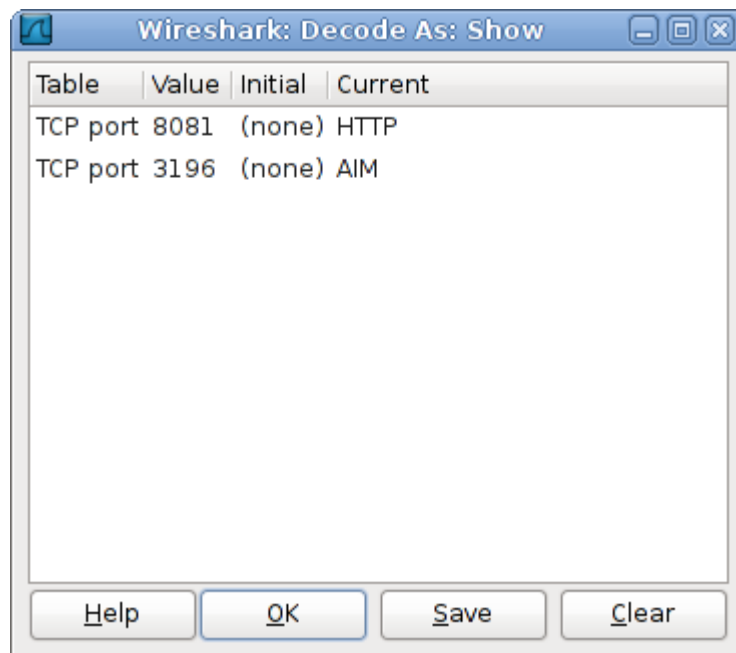 Wireshark: Decode As: Show
Table Value Initial Current
TCP port 8081 (none) HTTP
TCP port 3196 (none) AIM
Help OK Save Clear